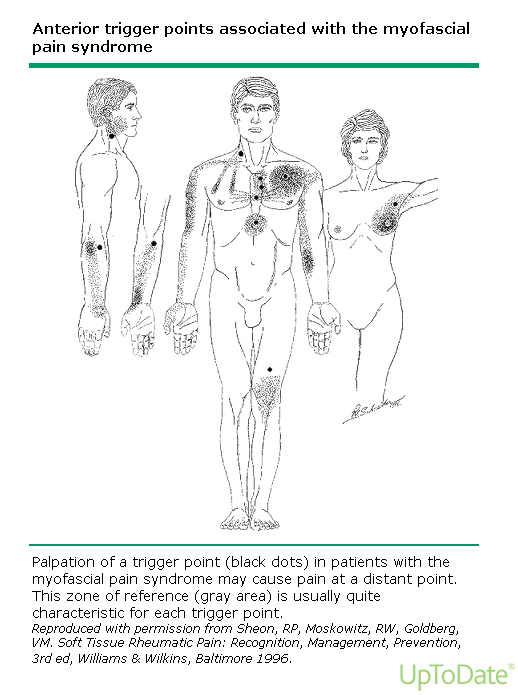 Anterior trigger points associated with the myofascial
pain syndrome
Palpation of a trigger point (black dots) in patients with the
myofascial pain syndrome may cause pain at a distant point.
This zone of reference (gray area) is usually quite
characteristic for each trigger point.
Reproduced with permission from Sheon, RP, Moskowitz, RW, Goldberg,
VM. Soft Tissue Rheumatic Pain: Recognition, Management, Prevention,
3rd ed, Williams & Wilkins, Baltimore 1996.
UpToDate®